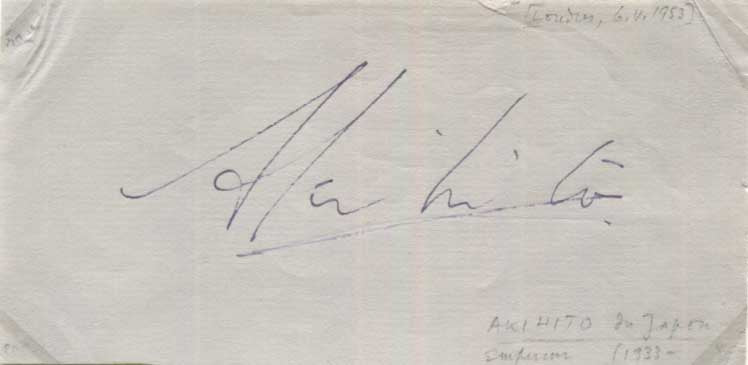 [Londres, 6.V.1953]
Akihito
AKIHITO du Japon
Empereur (1933-